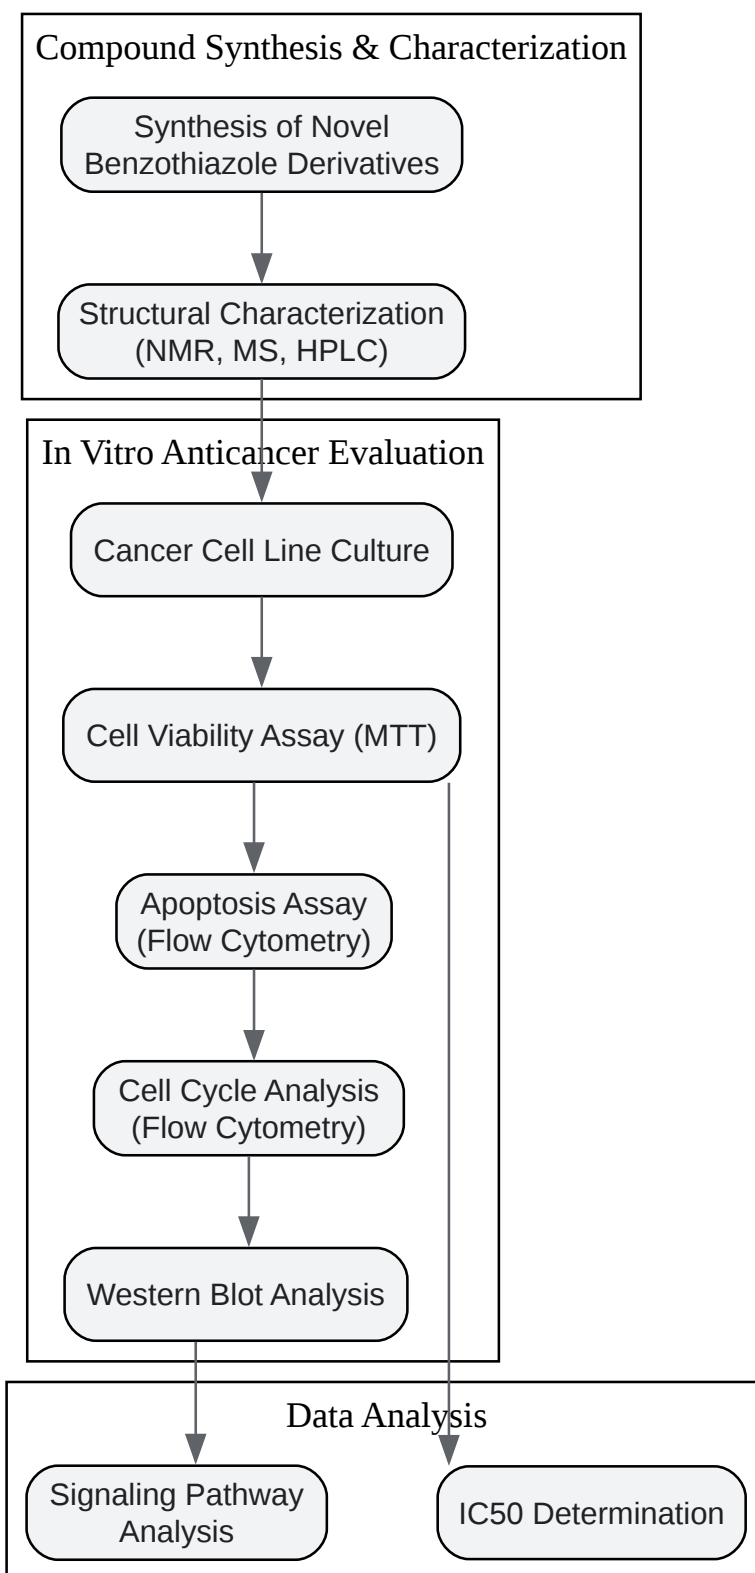 Compound Synthesis & Characterization
Synthesis of Novel
Benzothiazole Derivatives
Structural Characterization
(NMR, MS, HPLC)
In Vitro Anticancer Evaluation
Cancer Cell Line Culture
Cell Viability Assay (MTT)
Apoptosis Assay
(Flow Cytometry)
Cell Cycle Analysis
(Flow Cytometry)
Western Blot Analysis
Data Analysis
Signaling Pathway
Analysis
IC50 Determination